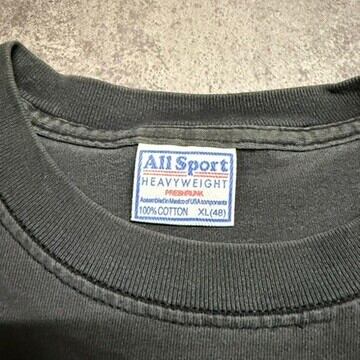 All Sport
HEAVYWEIGHT
PRESHRUNK
Assembled in Mexico of USA components
100% COTTON XL(48)